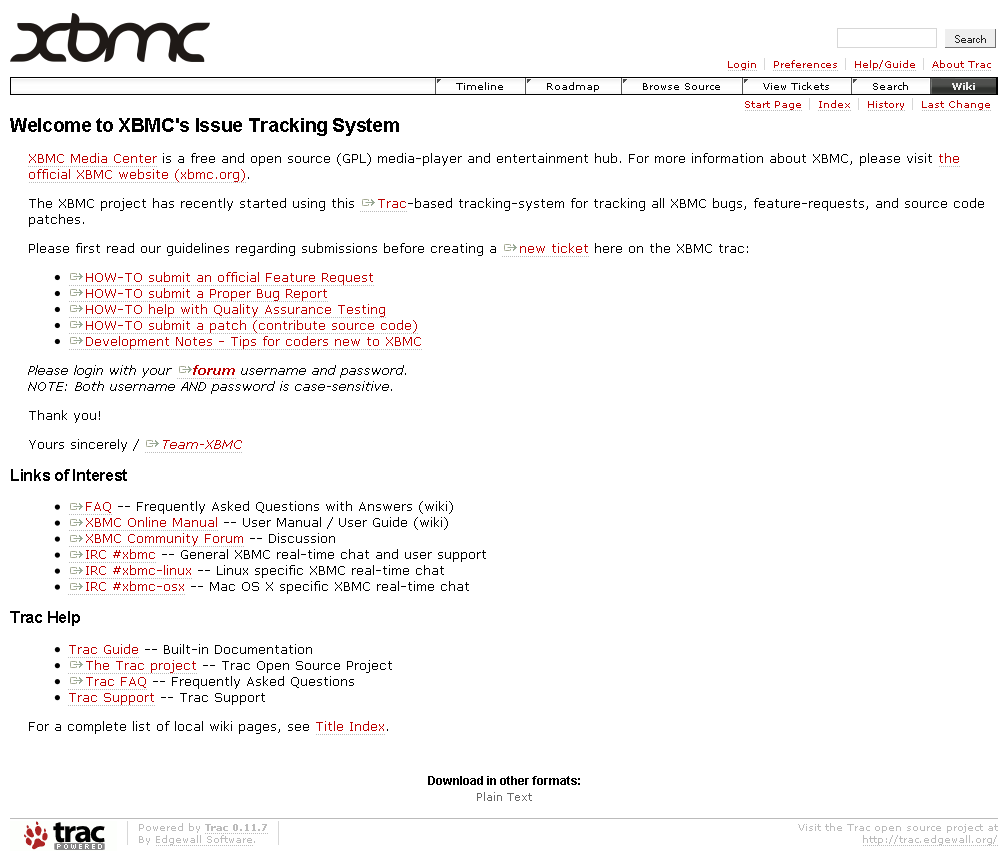 xbmc
Search
Login Preferences Help/Guide About Trac
Timeline Roadmap Browse Source View Tickets Search Wiki
Start Page Index History Last Change
Welcome to XBMC's Issue Tracking System
XBMC Media Center is a free and open source (GPL) media-player and entertainment hub. For more information about XBMC, please visit the
official XBMC website (xbmc.org).
The XBMC project has recently started using this Trac-based tracking-system for tracking all XBMC bugs, feature-requests, and source code
patches.
Please first read our guidelines regarding submissions before creating a new ticket here on the XBMC trac:
HOW-TO submit an official Feature Request
HOW-TO submit a Proper Bug Report
HOW-TO help with Quality Assurance Testing
HOW-TO submit a patch (contribute source code)
Development Notes - Tips for coders new to XBMC
Please login with your forum username and password.
NOTE: Both username AND password is case-sensitive.
Thank you!
Yours sincerely / Team-XBMC
Links of Interest
FAQ -- Frequently Asked Questions with Answers (wiki)
XBMC Online Manual -- User Manual / User Guide (wiki)
XBMC Community Forum -- Discussion
IRC #xbmc -- General XBMC real-time chat and user support
IRC #xbmc-linux -- Linux specific XBMC real-time chat
IRC #xbmc-osx -- Mac OS X specific XBMC real-time chat
Trac Help
Trac Guide -- Built-in Documentation
The Trac project -- Trac Open Source Project
Trac FAQ -- Frequently Asked Questions
Trac Support -- Trac Support
For a complete list of local wiki pages, see Title Index.
Download in other formats:
Plain Text
trac
POWERED
Powered by Trac 0.11.7
By Edgewall Software.
Visit the Trac open source project at
http://trac.edgewall.org/